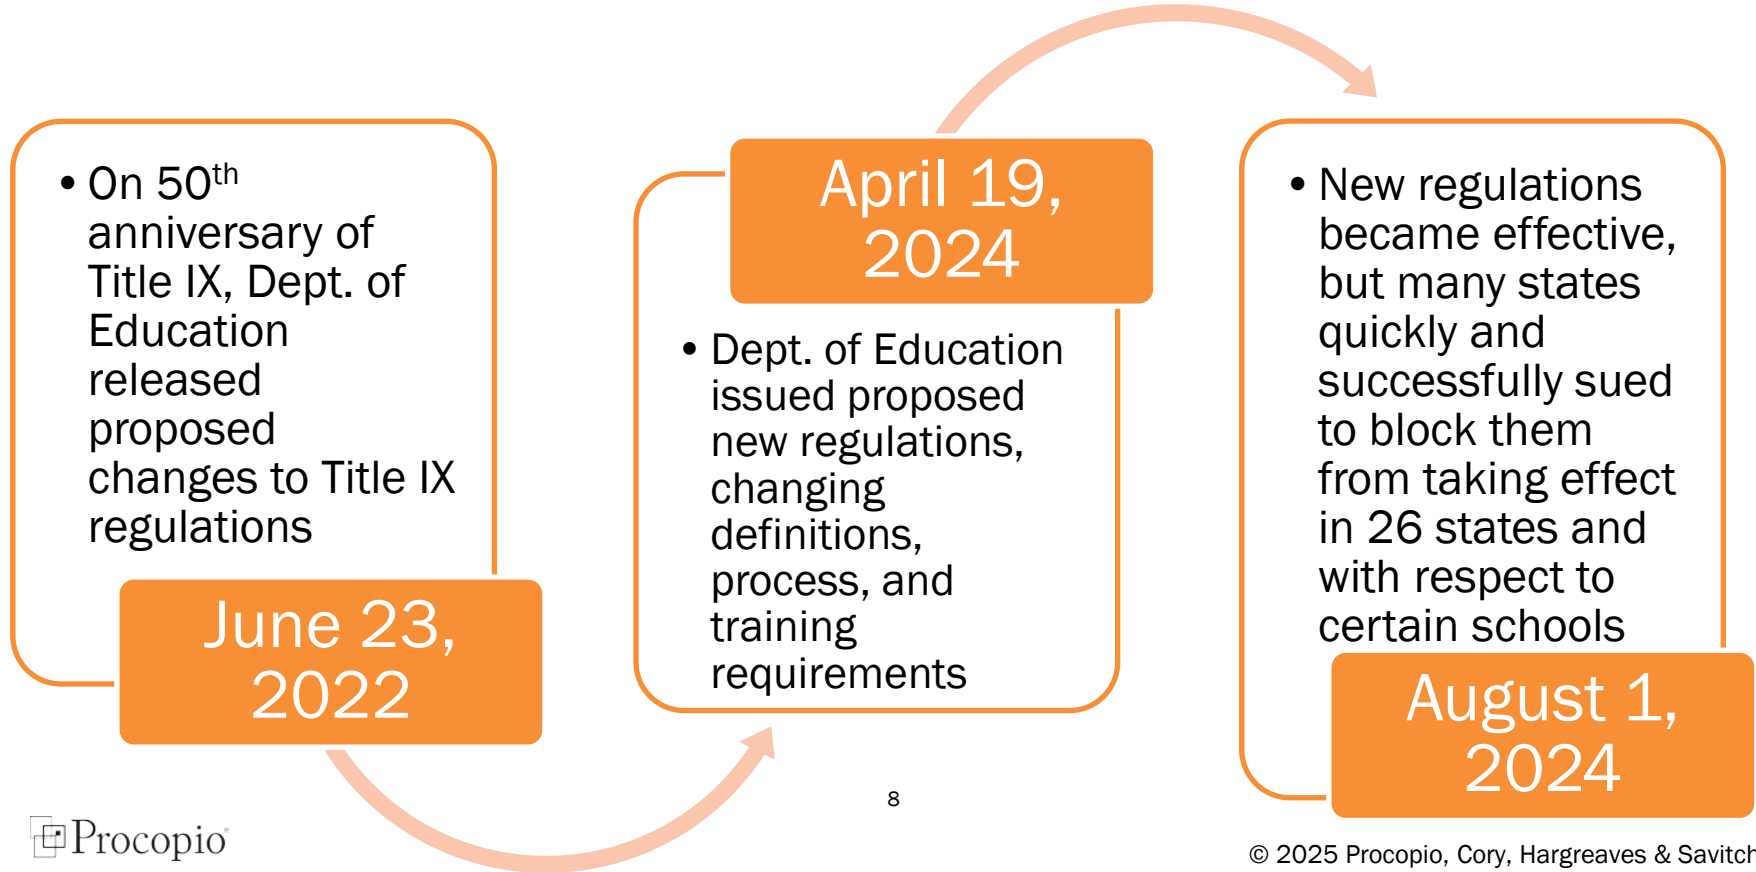 • On 50th
anniversary of
Title IX, Dept. of
Education
released
proposed
changes to Title IX
regulations
June 23,
2022
April 19,
2024
• Dept. of Education
issued proposed
new regulations,
changing
definitions,
process, and
training
requirements
• New regulations
became effective,
but many states
quickly and
successfully sued
to block them
from taking effect
in 26 states and
with respect to
certain schools
August 1,
2024
8
Procopio®
© 2025 Procopio, Cory, Hargreaves & Savitch